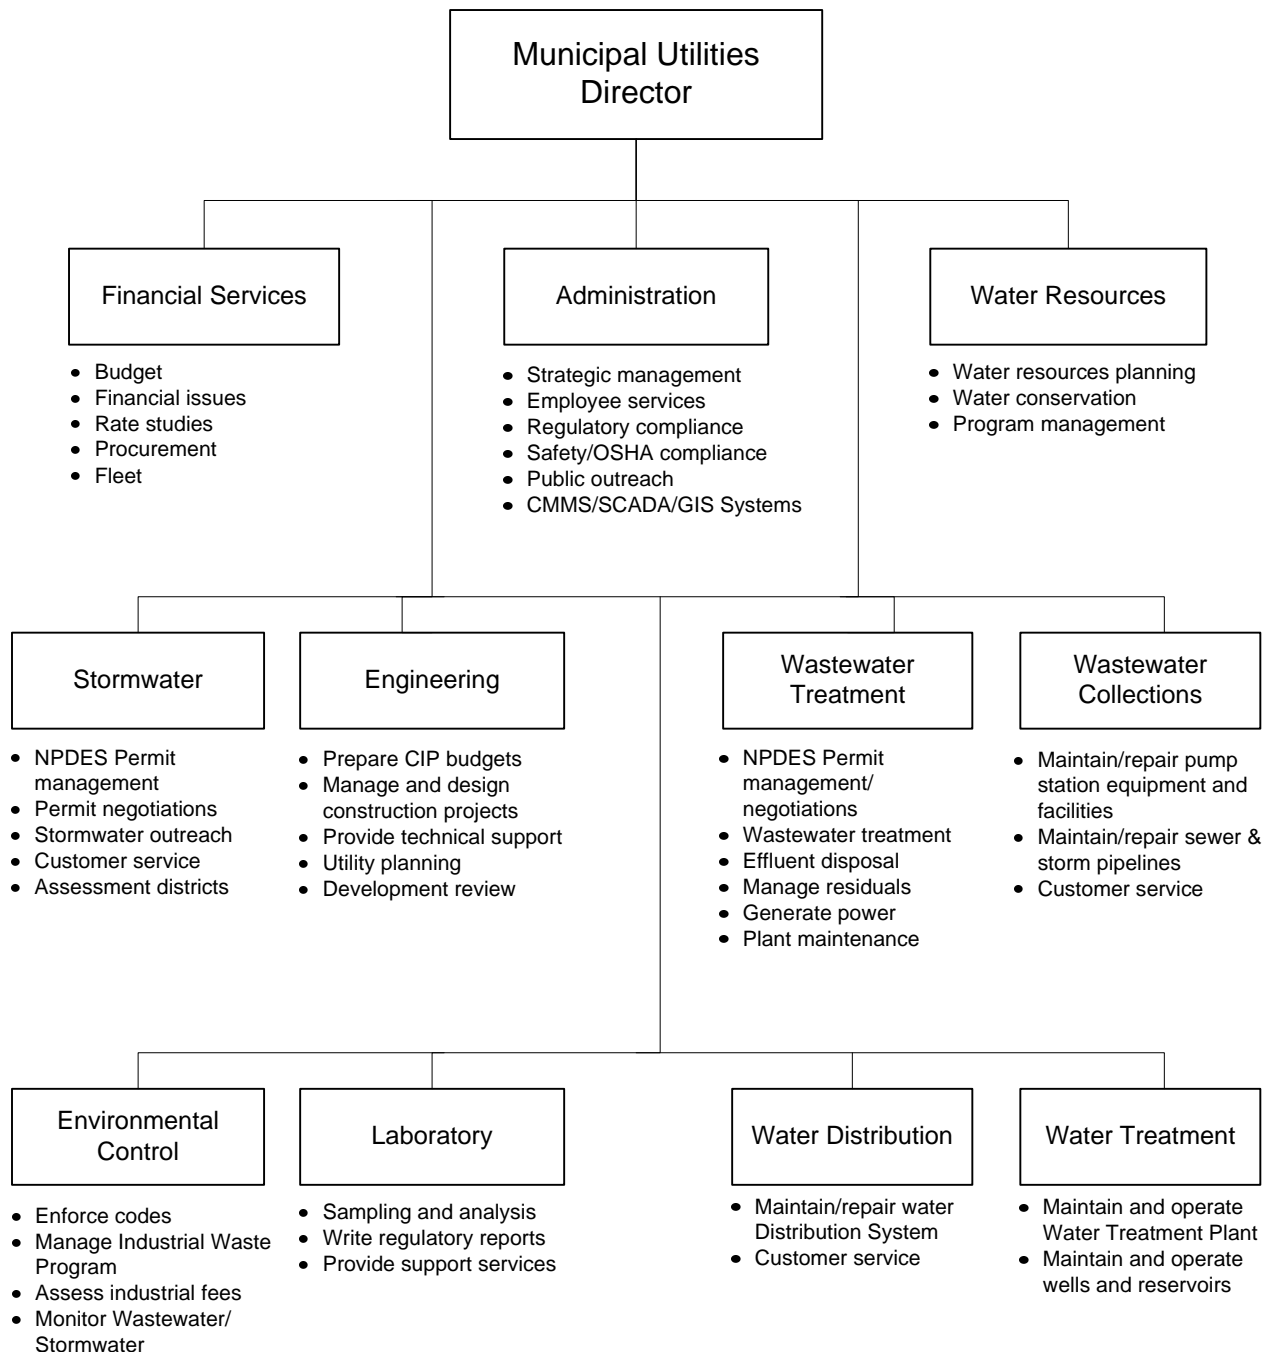 Municipal Utilities
Director
Financial Services
• Budget
• Financial issues
• Rate studies
• Procurement
• Fleet
Administration
• Strategic management
• Employee services
• Regulatory compliance
• Safety/OSHA compliance
• Public outreach
• CMMS/SCADA/GIS Systems
Water Resources
• Water resources planning
• Water conservation
• Program management
Stormwater
• NPDES Permit
management
• Permit negotiations
• Stormwater outreach
• Customer service
• Assessment districts
Engineering
• Prepare CIP budgets
• Manage and design
construction projects
• Provide technical support
• Utility planning
• Development review
Wastewater
Treatment
• NPDES Permit
management/
negotiations
• Wastewater treatment
• Effluent disposal
• Manage residuals
• Generate power
• Plant maintenance
Wastewater
Collections
• Maintain/repair pump
station equipment and
facilities
• Maintain/repair sewer &
storm pipelines
• Customer service
Environmental
Control
• Enforce codes
• Manage Industrial Waste
Program
• Assess industrial fees
• Monitor Wastewater/
Stormwater
Laboratory
• Sampling and analysis
• Write regulatory reports
• Provide support services
Water Distribution
• Maintain/repair water
Distribution System
• Customer service
Water Treatment
• Maintain and operate
Water Treatment Plant
• Maintain and operate
wells and reservoirs